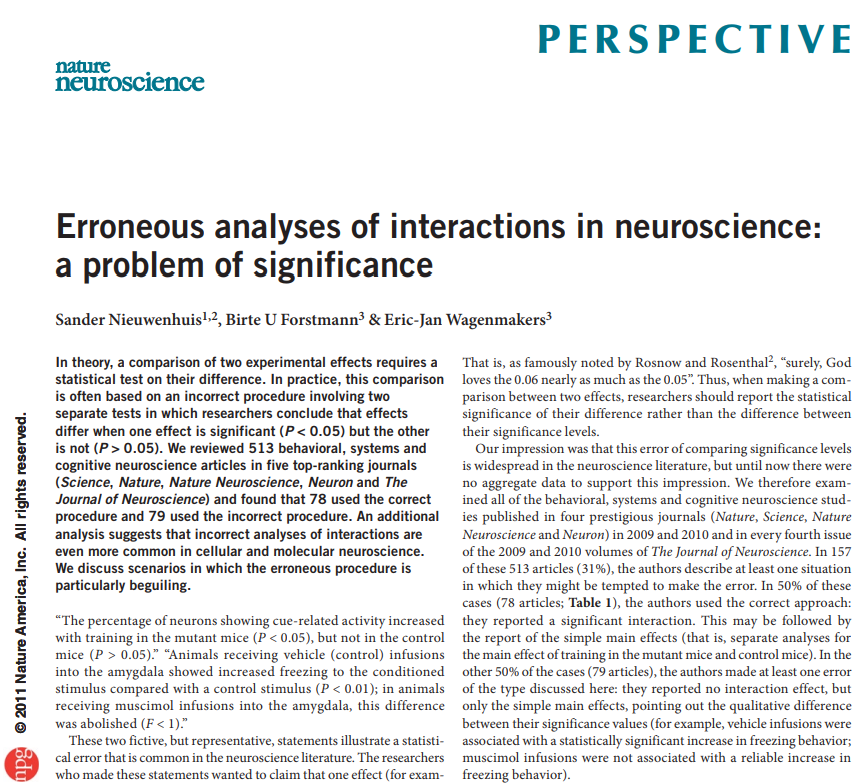 PERSPECTIVE
nature
neuroscience
Erroneous analyses of interactions in neuroscience:
a problem of significance
Sander Nieuwenhuis1,2, Birte U Forstmann3 & Eric-Jan Wagenmakers3
In theory, a comparison of two experimental effects requires a
statistical test on their difference. In practice, this comparison
is often based on an incorrect procedure involving two
separate tests in which researchers conclude that effects
differ when one effect is significant (P < 0.05) but the other
is not (P > 0.05). We reviewed 513 behavioral, systems and
cognitive neuroscience articles in five top-ranking journals
(Science, Nature, Nature Neuroscience, Neuron and The
Journal of Neuroscience) and found that 78 used the correct
procedure and 79 used the incorrect procedure. An additional
analysis suggests that incorrect analyses of interactions are
even more common in cellular and molecular neuroscience.
We discuss scenarios in which the erroneous procedure is
particularly beguiling.
“The percentage of neurons showing cue-related activity increased
with training in the mutant mice (P < 0.05), but not in the control
mice (P > 0.05).” “Animals receiving vehicle (control) infusions
into the amygdala showed increased freezing to the conditioned
stimulus compared with a control stimulus (P < 0.01); in animals
receiving muscimol infusions into the amygdala, this difference
was abolished (F < 1).”
These two fictive, but representative, statements illustrate a statisti-
cal error that is common in the neuroscience literature. The researchers
who made these statements wanted to claim that one effect (for exam-
That is, as famously noted by Rosnow and Rosenthal2, “surely, God
loves the 0.06 nearly as much as the 0.05”. Thus, when making a com-
parison between two effects, researchers should report the statistical
significance of their difference rather than the difference between
their significance levels.
Our impression was that this error of comparing significance levels
is widespread in the neuroscience literature, but until now there were
no aggregate data to support this impression. We therefore exam-
ined all of the behavioral, systems and cognitive neuroscience stud-
ies published in four prestigious journals (Nature, Science, Nature
Neuroscience and Neuron) in 2009 and 2010 and in every fourth issue
of the 2009 and 2010 volumes of The Journal of Neuroscience. In 157
of these 513 articles (31%), the authors describe at least one situation
in which they might be tempted to make the error. In 50% of these
cases (78 articles; Table 1), the authors used the correct approach:
they reported a significant interaction. This may be followed by
the report of the simple main effects (that is, separate analyses for
the main effect of training in the mutant mice and control mice). In the
other 50% of the cases (79 articles), the authors made at least one error
of the type discussed here: they reported no interaction effect, but
only the simple main effects, pointing out the qualitative difference
between their significance values (for example, vehicle infusions were
associated with a statistically significant increase in freezing behavior;
muscimol infusions were not associated with a reliable increase in
freezing behavior).
npg © 2011 Nature America, Inc. All rights reserved.